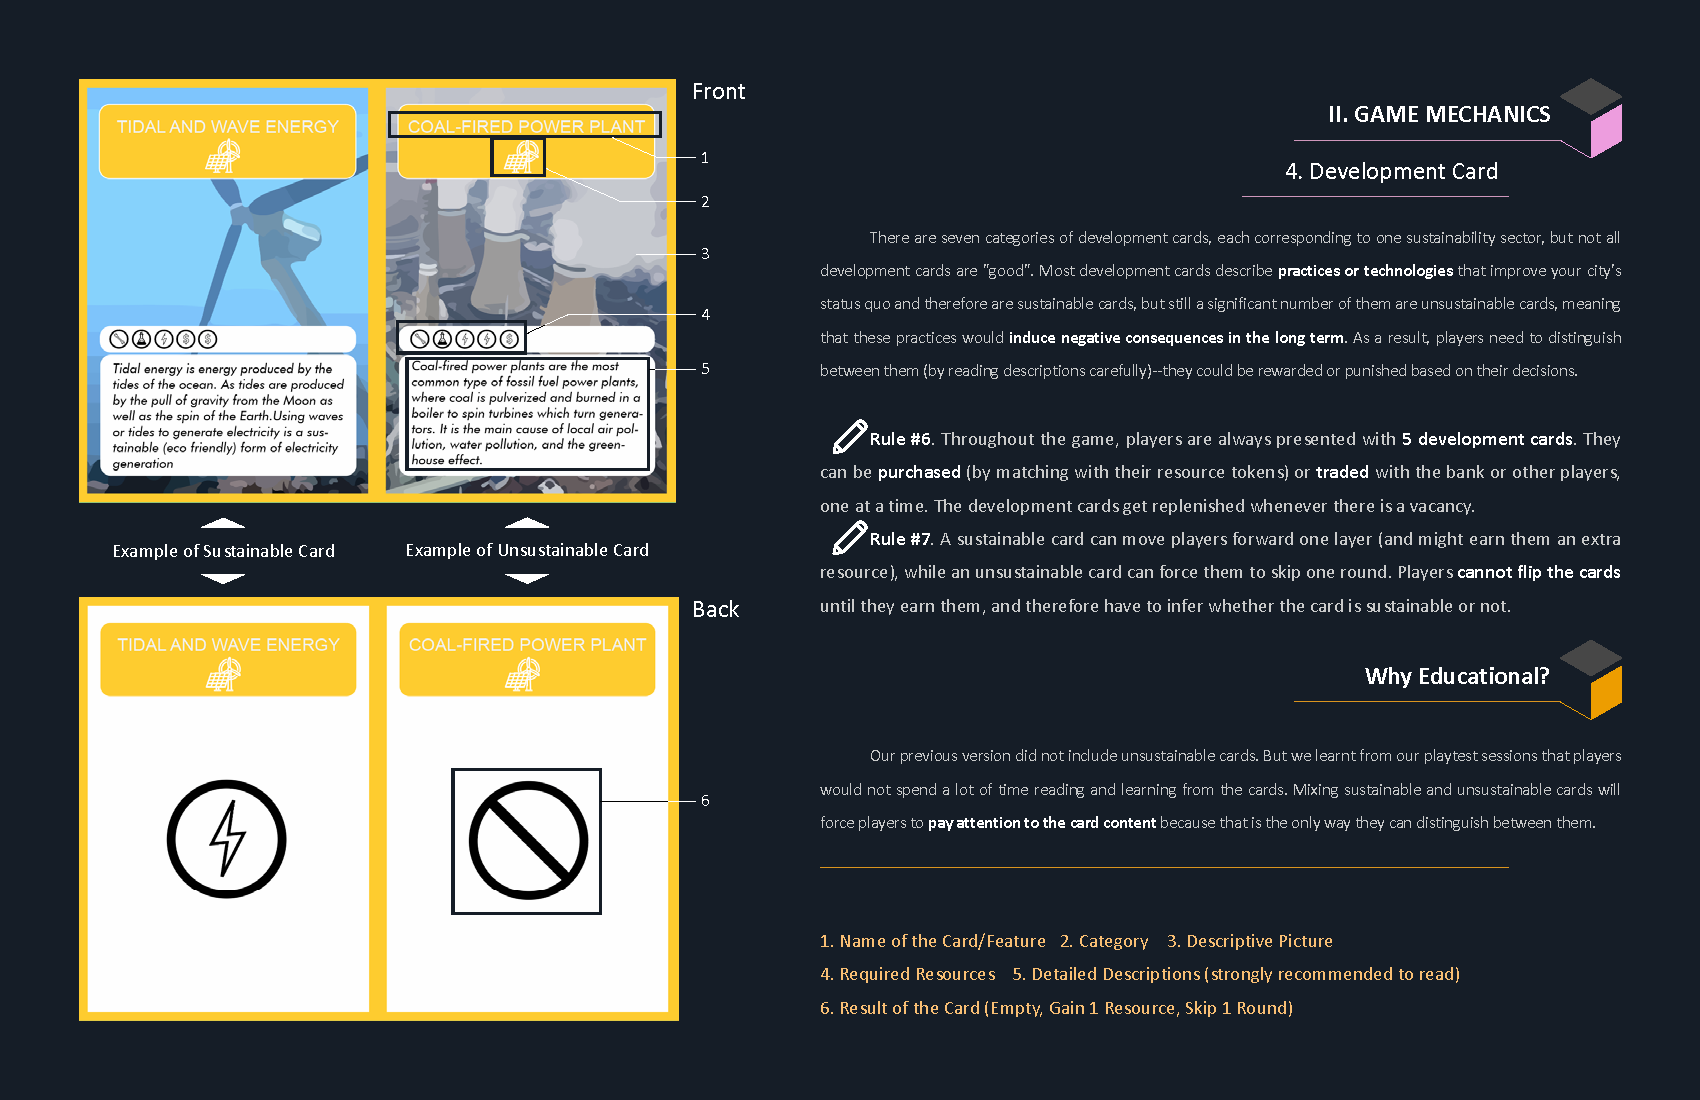 Front
TIDAL AND WAVE ENERGY
COAL-FIRED POWER PLANT
1
2
3
4
5
Tidal energy is energy produced by the
tides of the ocean. As tides are produced
by the pull of gravity from the Moon as
well as the spin of the Earth.Using waves
or tides to generate electricity is a sus-
tainable (eco friendly) form of electricity
generation
Coal-fired power plants are the most
common type of fossil fuel power plants,
where coal is pulverized and burned in a
boiler to spin turbines which turn genera-
tors. It is the main cause of local air pol-
lution, water pollution, and the green-
house effect.
Example of Sustainable Card
Example of Unsustainable Card
Back
TIDAL AND WAVE ENERGY
COAL-FIRED POWER PLANT
6
II. GAME MECHANICS
4. Development Card
There are seven categories of development cards, each corresponding to one sustainability sector, but not all
development cards are "good". Most development cards describe practices or technologies that improve your city's
status quo and therefore are sustainable cards, but still a significant number of them are unsustainable cards, meaning
that these practices would induce negative consequences in the long term. As a result, players need to distinguish
between them (by reading descriptions carefully)--they could be rewarded or punished based on their decisions.
Rule #6. Throughout the game, players are always presented with 5 development cards. They
can be purchased (by matching with their resource tokens) or traded with the bank or other players,
one at a time. The development cards get replenished whenever there is a vacancy.
Rule #7. A sustainable card can move players forward one layer (and might earn them an extra
resource), while an unsustainable card can force them to skip one round. Players cannot flip the cards
until they earn them, and therefore have to infer whether the card is sustainable or not.
Why Educational?
Our previous version did not include unsustainable cards. But we learnt from our playtest sessions that players
would not spend a lot of time reading and learning from the cards. Mixing sustainable and unsustainable cards will
force players to pay attention to the card content because that is the only way they can distinguish between them.
1. Name of the Card/Feature 2. Category 3. Descriptive Picture
4. Required Resources 5. Detailed Descriptions (strongly recommended to read)
6. Result of the Card (Empty, Gain 1 Resource, Skip 1 Round)